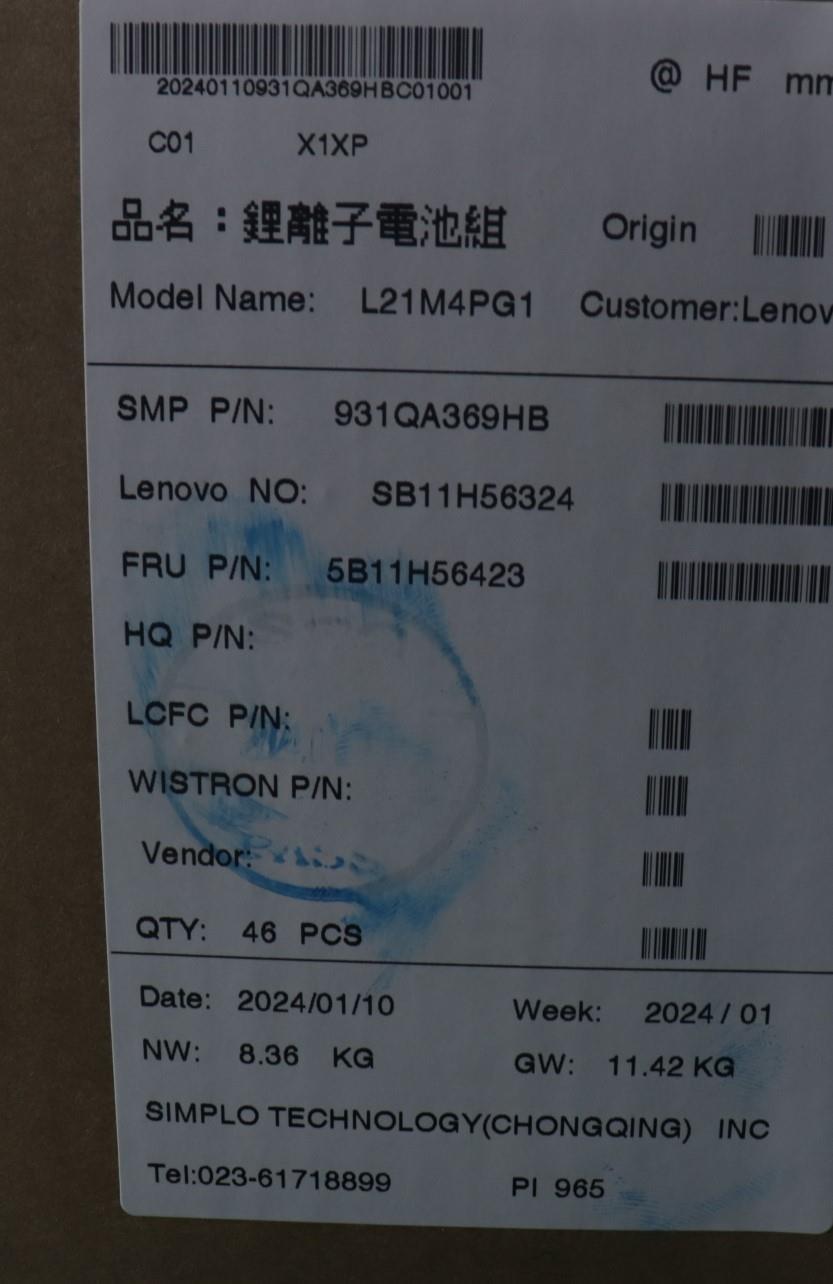 20240110931QA369HBC01001
@ HF
C01 X1XP
品名：鋰離子電池組 Origin
Model Name: L21M4PG1 Customer:Lenov
SMP P/N: 931QA369HB
Lenovo NO: SB11H56324
FRU P/N: 5B11H56423
HQ P/N:
LCFC P/N:
WISTRON P/N:
Vendor:
QTY: 46 PCS
Date: 2024/01/10 Week: 2024 / 01
NW: 8.36 KG GW: 11.42 KG
SIMPLO TECHNOLOGY(CHONGQING) INC
Tel:023-61718899 PI 965